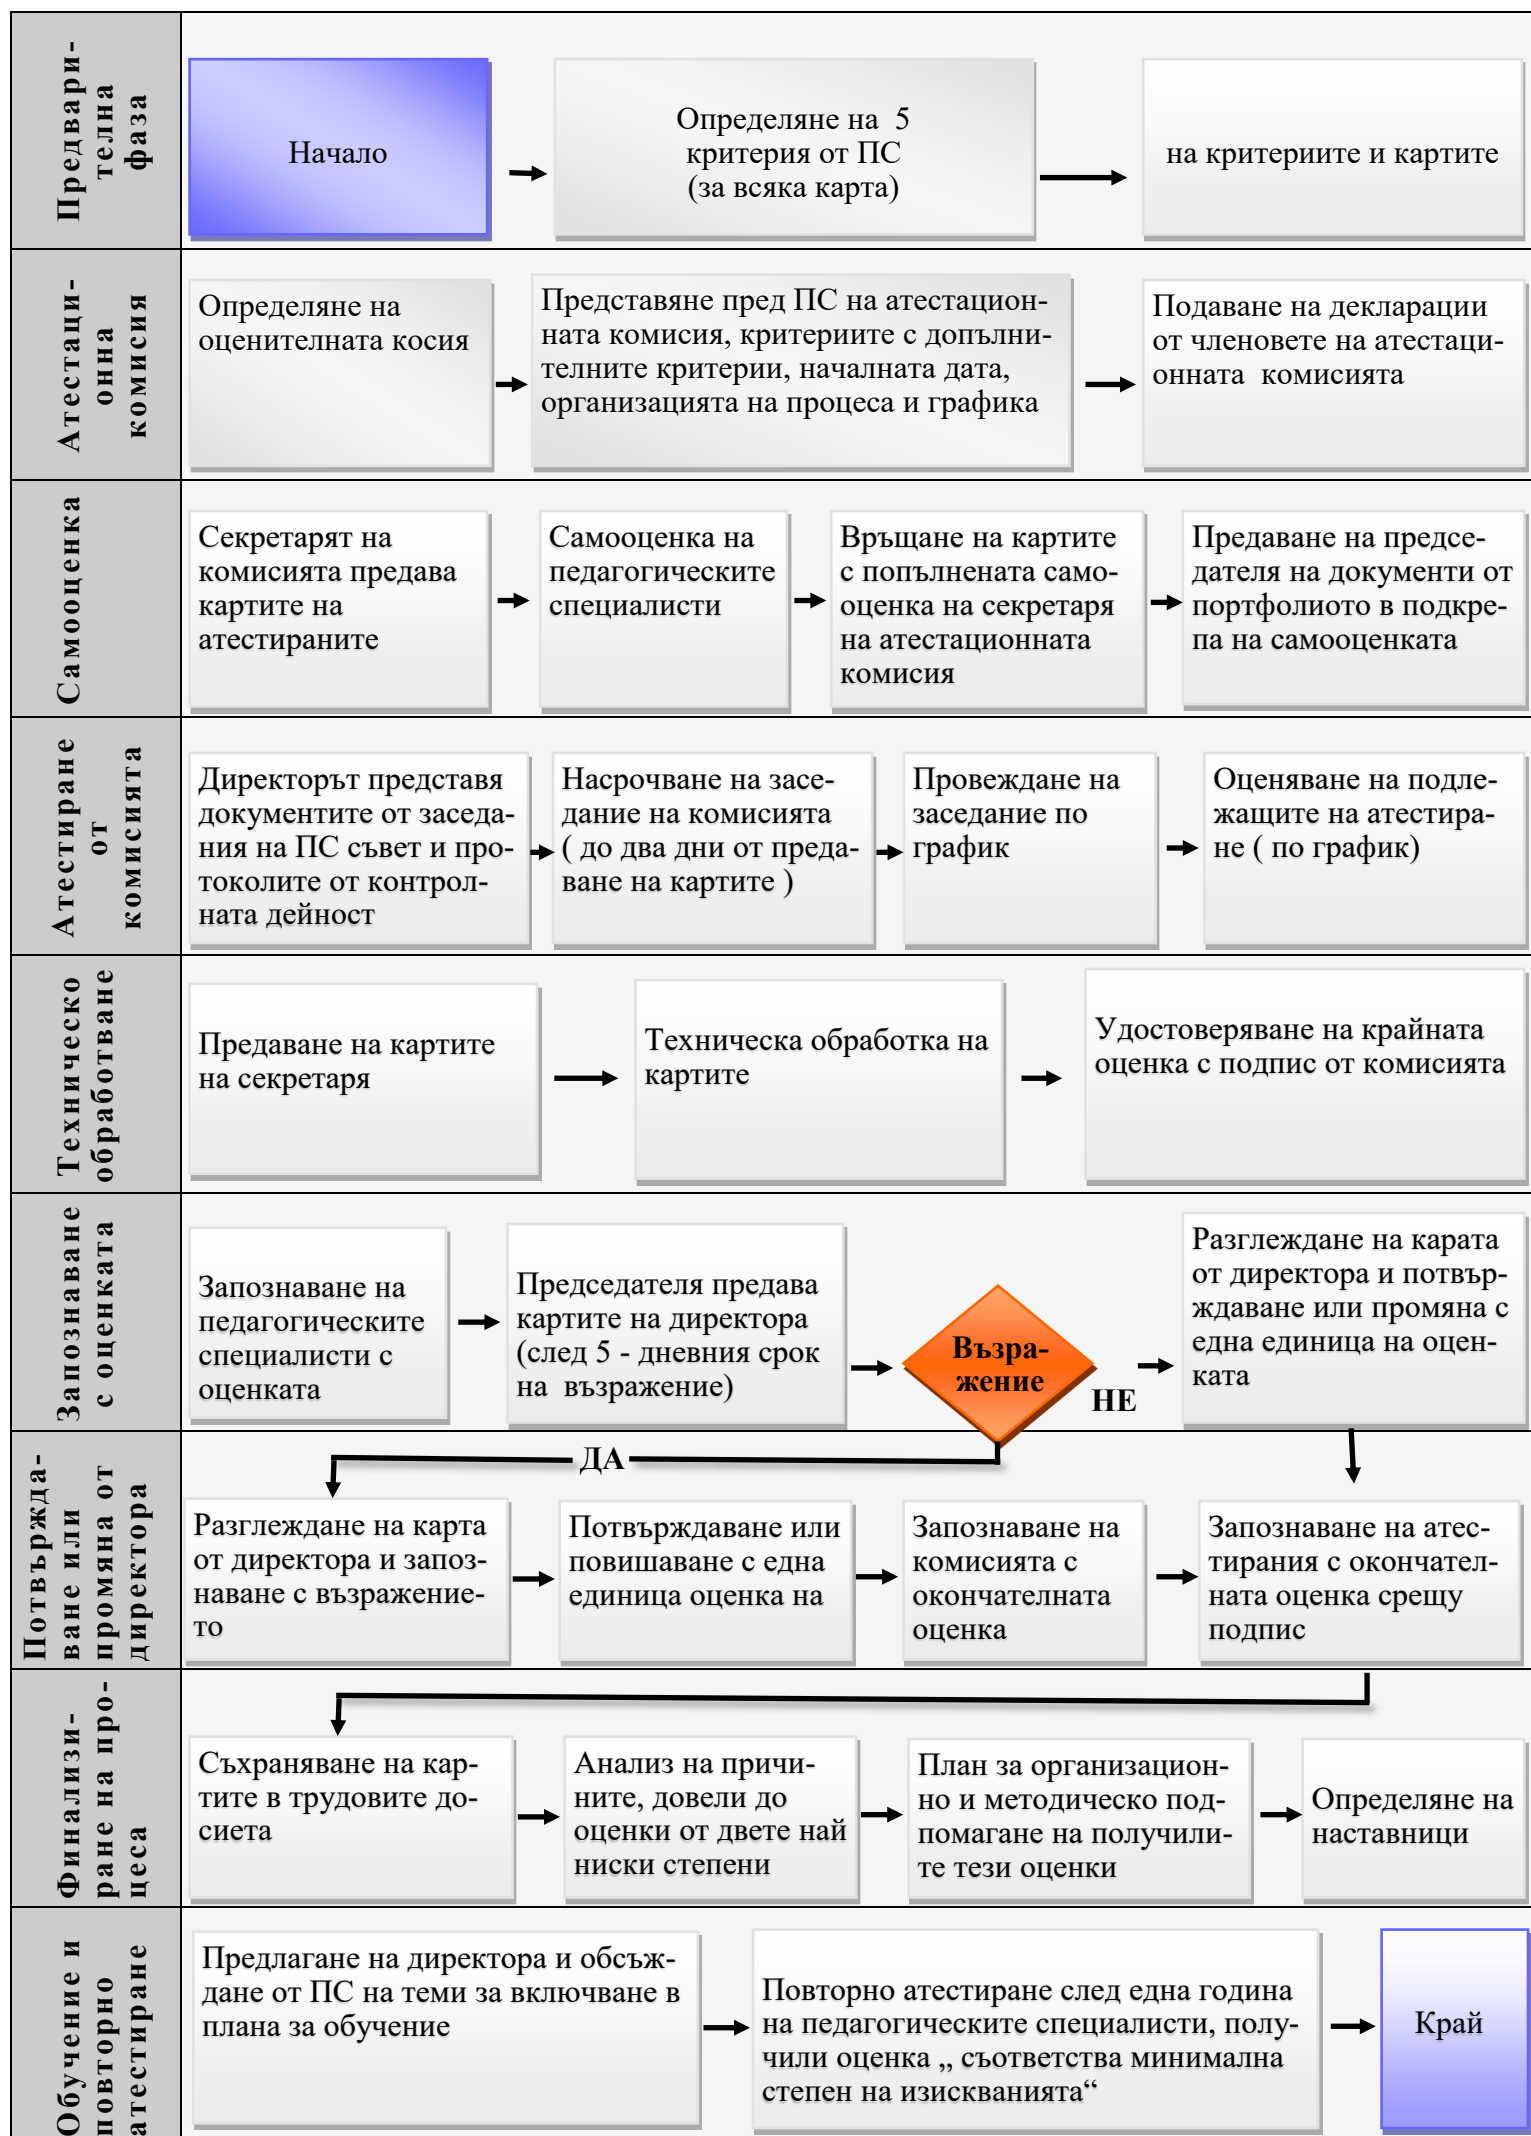 Предвари-
телна
фаза
Начало
Определяне на 5
критерия от ПС
(за всяка карта)
на критериите и картите
Атестаци-
онна
комисия
Определяне на
оценителната косия
Представяне пред ПС на атестацион-
ната комисия, критериите с допълни-
телните критерии, началната дата,
организацията на процеса и графика
Подаване на декларации
от членовете на атестаци-
онната комисията
Самооценка
Секретарят на
комисията предава
картите на
атестираните
Самооценка на
педагогическите
специалисти
Връщане на картите
с попълнената само-
оценка на секретаря
на атестационната
комисия
Предаване на предсе-
дателя на документи от
портфолиото в подкре-
па на самооценката
Атестиране
от
комисията
Директорът представя
документите от заседа-
ния на ПС съвет и про-
токолите от контрол-
ната дейност
Насрочване на засе-
дание на комисията
( до два дни от преда-
ване на картите )
Провеждане на
заседание по
график
Оценяване на подле-
жащите на атестира-
не ( по график)
Техническо
обработване
Предаване на картите
на секретаря
Техническа обработка на
картите
Удостоверяване на крайната
оценка с подпис от комисията
Запознаване
с оценката
Запознаване на
педагогическите
специалисти с
оценката
Председателя предава
картите на директора
(след 5 - дневния срок
на възражение)
Възра-
жение
НЕ
Разглеждане на карата
от директора и потвър-
ждаване или промяна с
една единица на оцен-
ката
Потвържда-
ване или
промяна от
директора
ДА
Разглеждане на карта
от директора и запоз-
наване с възражение-
то
Потвърждаване или
повишаване с една
единица оценка на
Запознаване на
комисията с
окончателната
оценка
Запознаване на атес-
тирания с окончател-
ната оценка срещу
подпис
Финализи-
ране на про-
цеса
Съхраняване на кар-
тите в трудовите до-
сиета
Анализ на причи-
ните, довели до
оценки от двете най
ниски степени
План за организацион-
но и методическо под-
помагане на получили-
те тези оценки
Определяне на
наставници
Обучение и
повторно
атестиране
Предлагане на директора и обсъж-
дане от ПС на теми за включване в
плана за обучение
Повторно атестиране след една година
на педагогическите специалисти, полу-
чили оценка „ съответства минимална
степен на изискванията“
Край